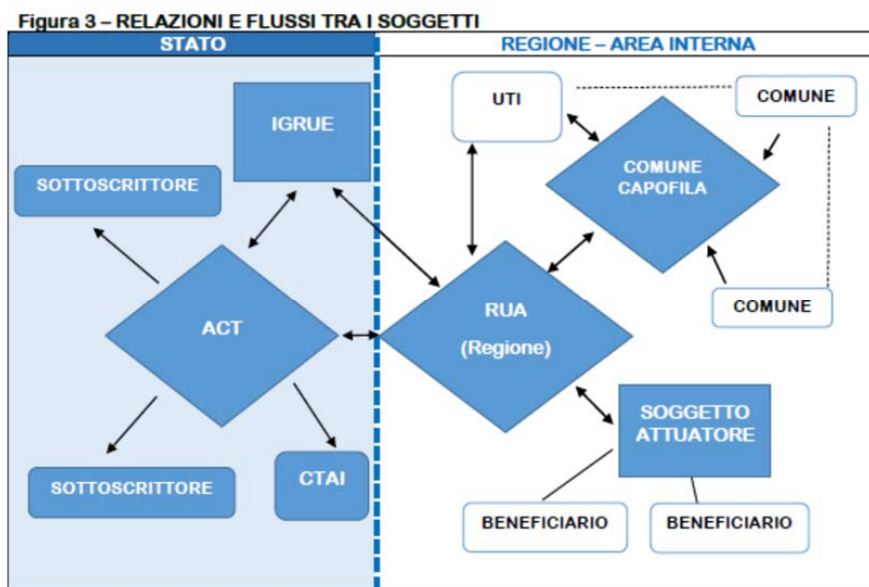 Figura 3 – RELAZIONI E FLUSSI TRA I SOGGETTI
STATO
REGIONE – AREA INTERNA
IGRUE
SOTTOSCRITTORE
ACT
SOTTOSCRITTORE
CTAI
UTI
COMUNE
COMUNE
CAPOFILA
COMUNE
RUA
(Regione)
SOGGETTO
ATTUATORE
BENEFICIARIO
BENEFICIARIO